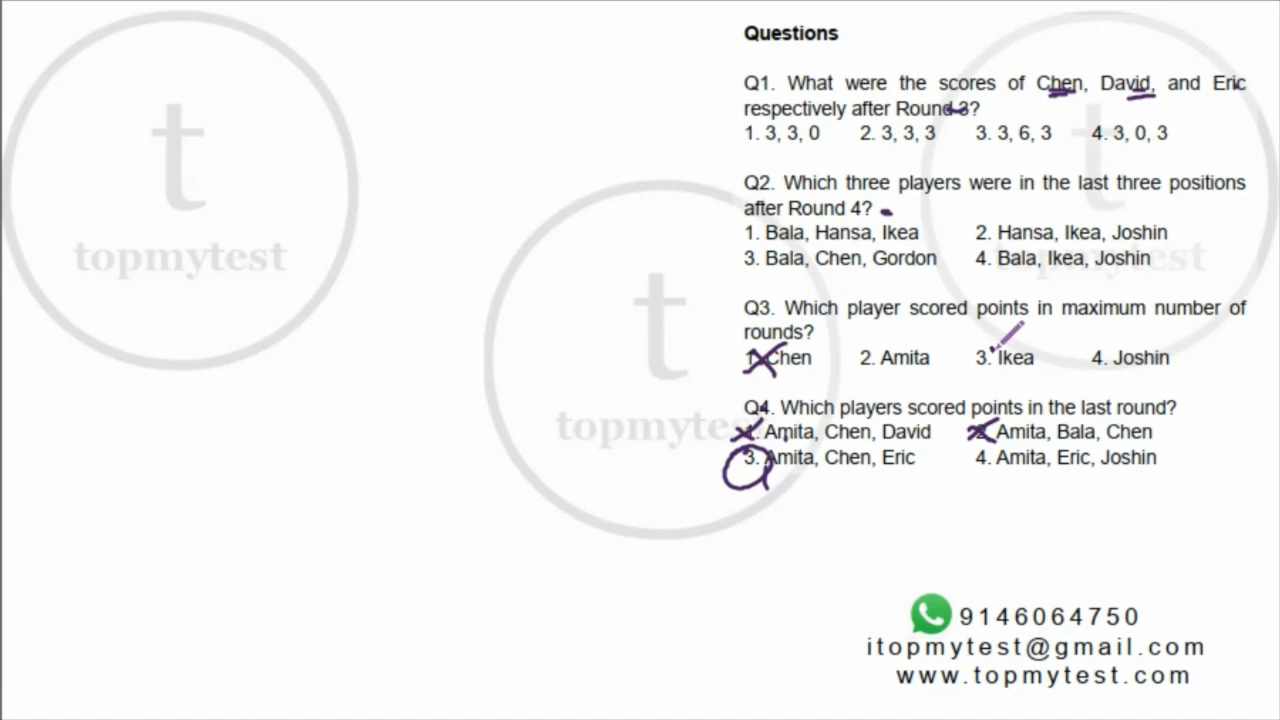 Questions
Q1. What were the scores of Chen, David, and Eric
respectively after Round 3?
1. 3, 3, 0 2. 3, 3, 3 3. 3, 6, 3 4. 3, 0, 3
Q2. Which three players were in the last three positions
after Round 4?
1. Bala, Hansa, Ikea 2. Hansa, Ikea, Joshin
3. Bala, Chen, Gordon 4. Bala, Ikea, Joshin
Q3. Which player scored points in maximum number of
rounds?
1. Chen 2. Amita 3. Ikea 4. Joshin
Q4. Which players scored points in the last round?
1. Amita, Chen, David 2. Amita, Bala, Chen
3. Amita, Chen, Eric 4. Amita, Eric, Joshin
9146064750
itopmytest@gmail.com
www.topmytest.com
t
topmytest
t
topmytest
t
topmytest